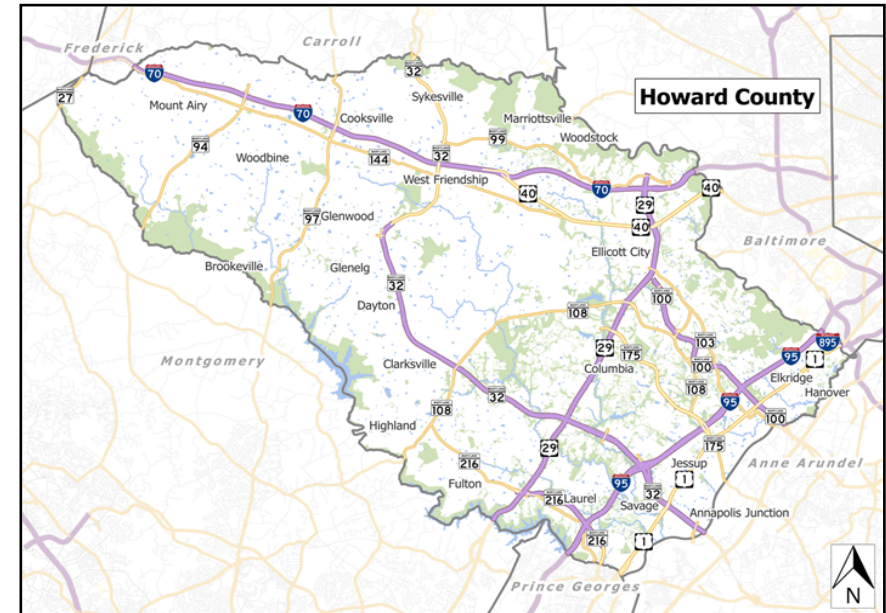 Frederick
Carroll
Howard County
70
32
27
Mount Airy
Sykesville
70
Cooksville
Marriottsville
Woodstock
94
99
Woodbine
144
32
West Friendship
40
70
40
29
97
Glenwood
40
Ellicott City
Baltimore
Brookeville
Glenelg
32
Dayton
100
108
103
895
29
175
95
1
Montgomery
Clarksville
Columbia
100
Elkridge
108
Hanover
32
95
108
100
Highland
29
175
216
Jessup
Anne Arundel
Fulton
95
1
216
Laurel
32
Savage
Annapolis Junction
216
1
Prince Georges
N